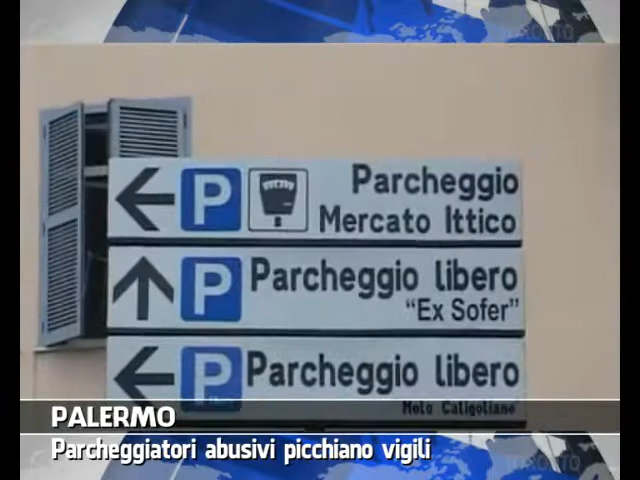 Parcheggio
Mercato Ittico
Parcheggio libero
"Ex Sofer"
Parcheggio libero
Molo Caligoliano
PALERMO
Parcheggiatori abusivi picchiano vigili